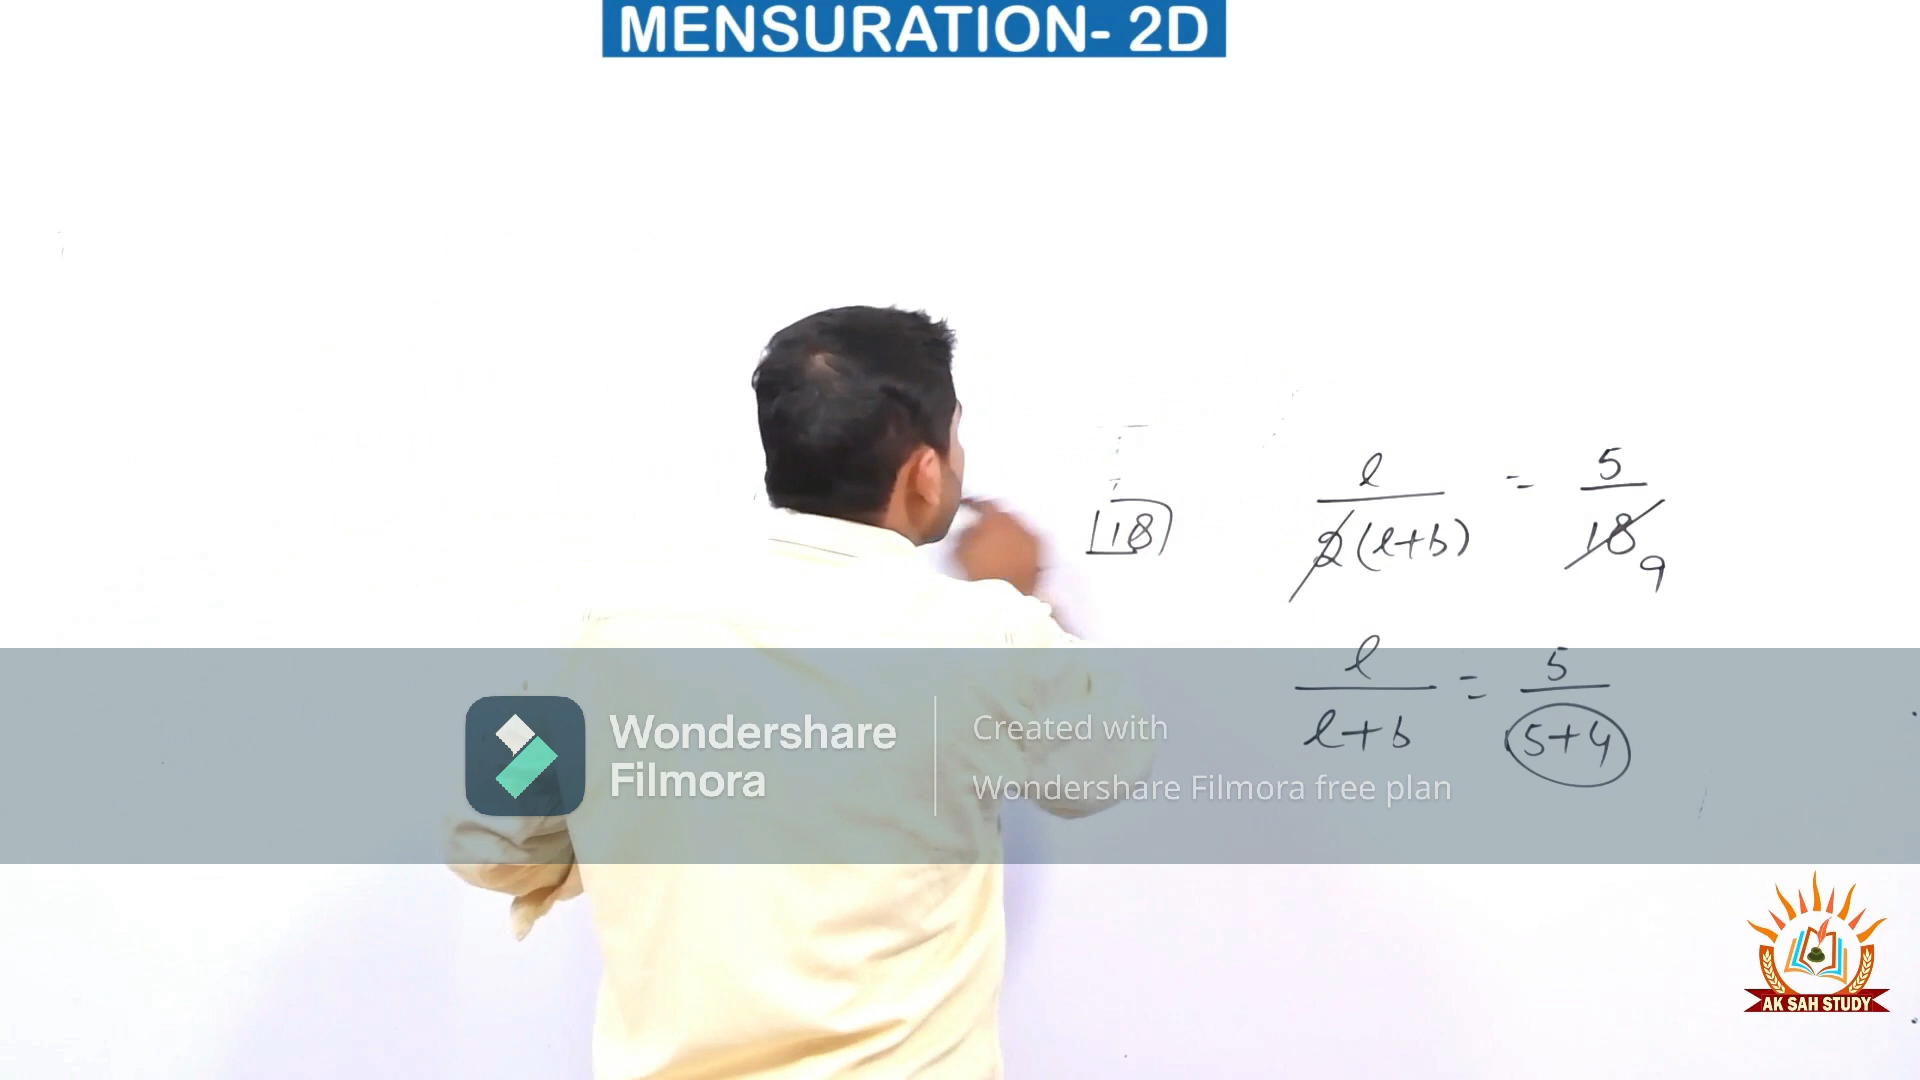 MENSURATION- 2D
18
l / 2(l+b) = 5 / 18 9
l / l+b = 5 / 5+4
Wondershare
Filmora
Created with
Wondershare Filmora free plan
AK SAH STUDY